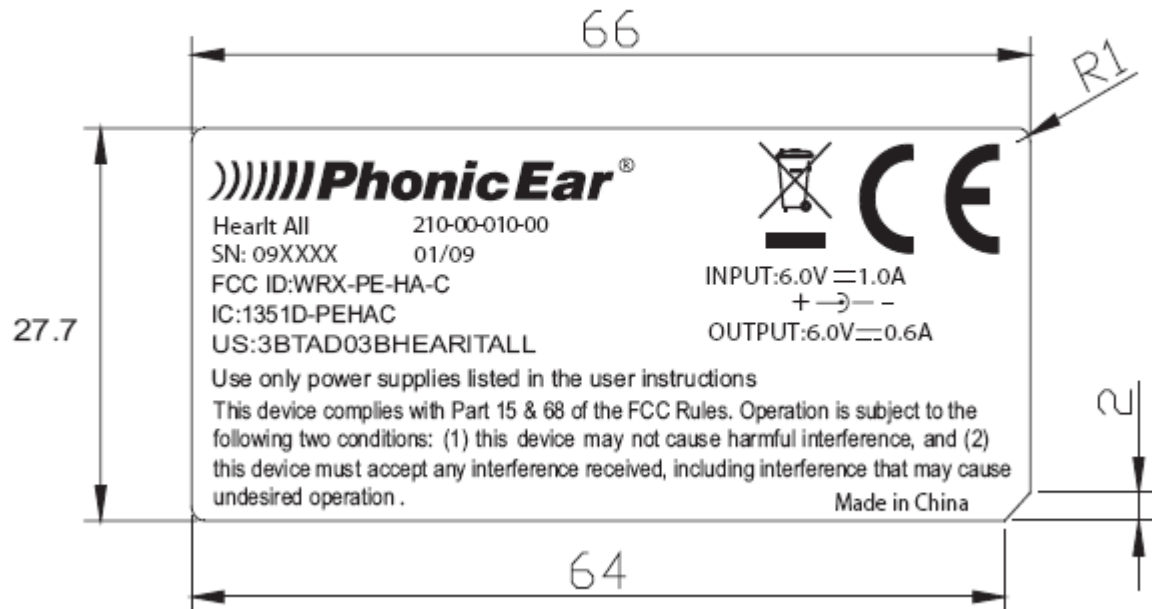 66
R1
PhonicEar®
HearIt All 210-00-010-00
SN: 09XXXX 01/09
FCC ID:WRX-PE-HA-C
IC:1351D-PEHAC
US:3BTAD03BHEARITALL
CE
INPUT:6.0V 1.0A
+ -
OUTPUT:6.0V 0.6A
27.7
Use only power supplies listed in the user instructions
This device complies with Part 15 & 68 of the FCC Rules. Operation is subject to the
following two conditions: (1) this device may not cause harmful interference, and (2)
this device must accept any interference received, including interference that may cause
undesired operation .
Made in China
2
64